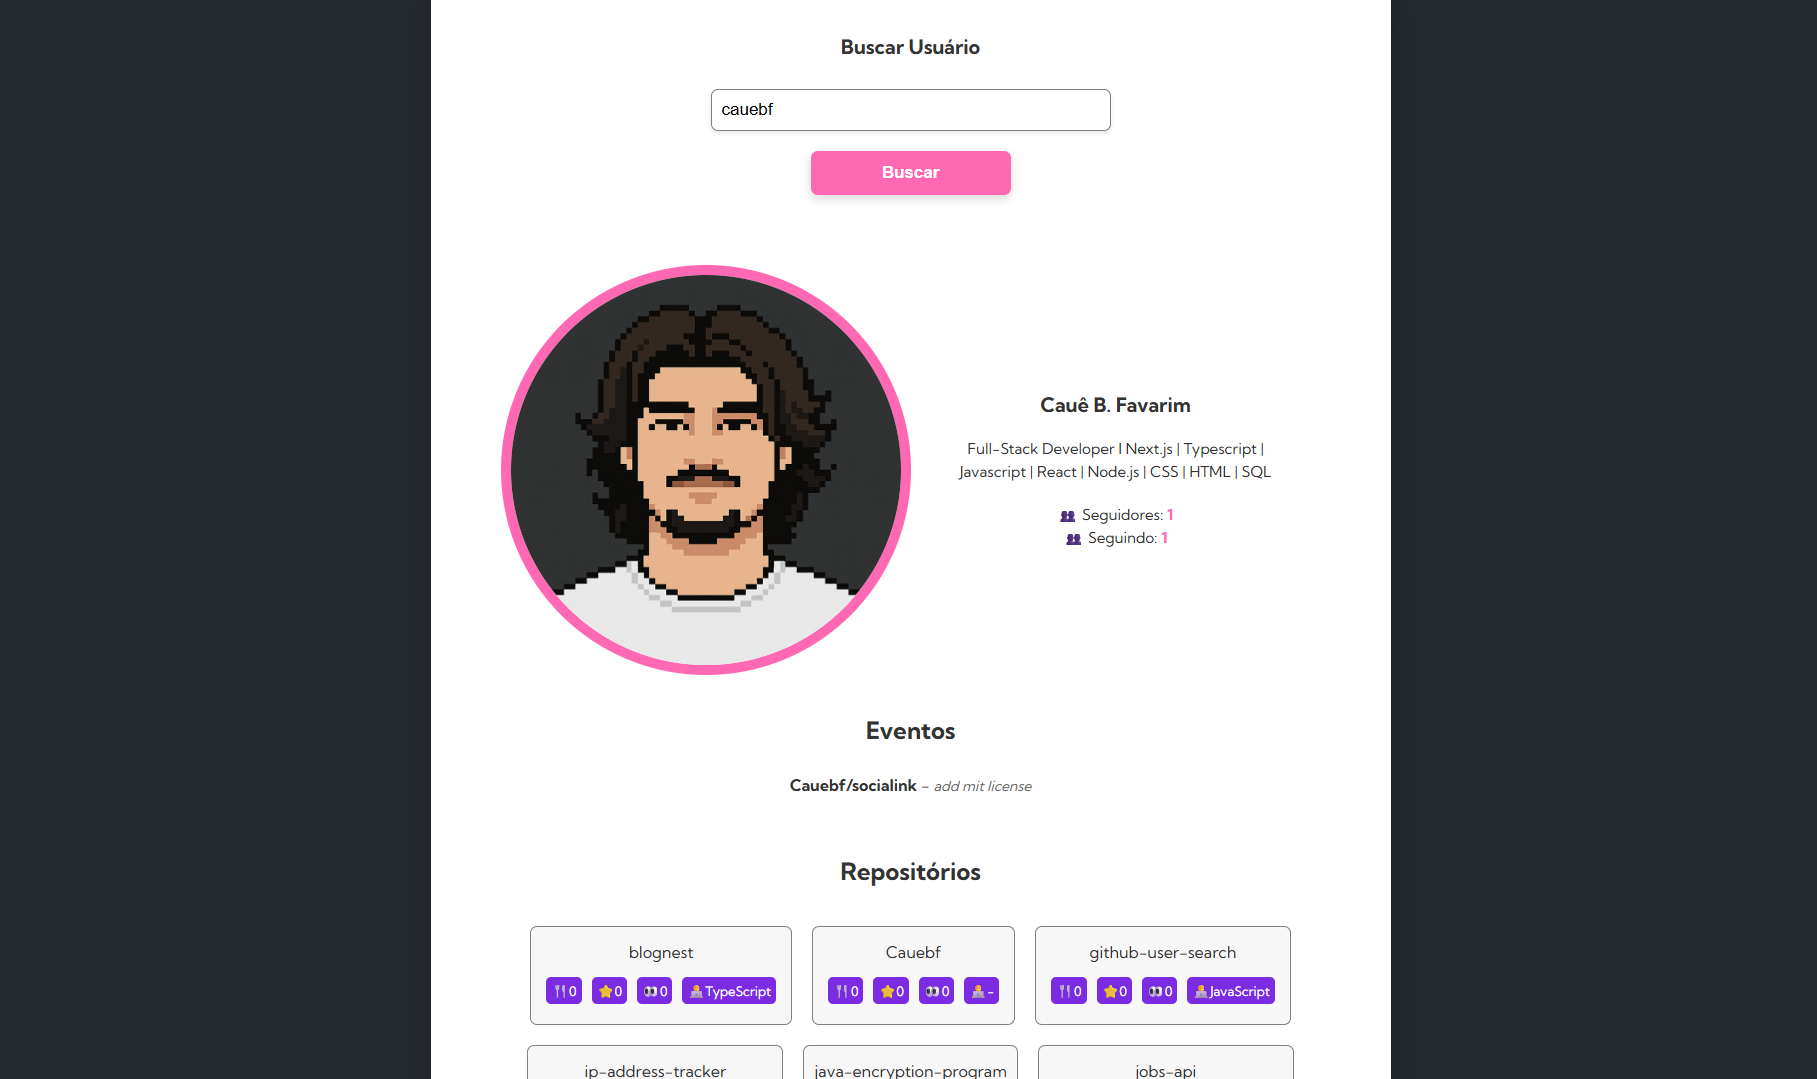 Buscar Usuário
cauebf
Buscar
Cauê B. Favarim
Full-Stack Developer | Next.js | Typescript |
Javascript | React | Node.js | CSS | HTML | SQL
👥 Seguidores: 1
👥 Seguindo: 1
Eventos
Cauebf/socialink - add mit license
Repositórios
blognest
🍴0 ⭐0 👀0 👩‍💻TypeScript
Cauebf
🍴0 ⭐0 👀0 👩‍💻-
github-user-search
🍴0 ⭐0 👀0 👩‍💻JavaScript
ip-address-tracker
java-encryption-program
jobs-api